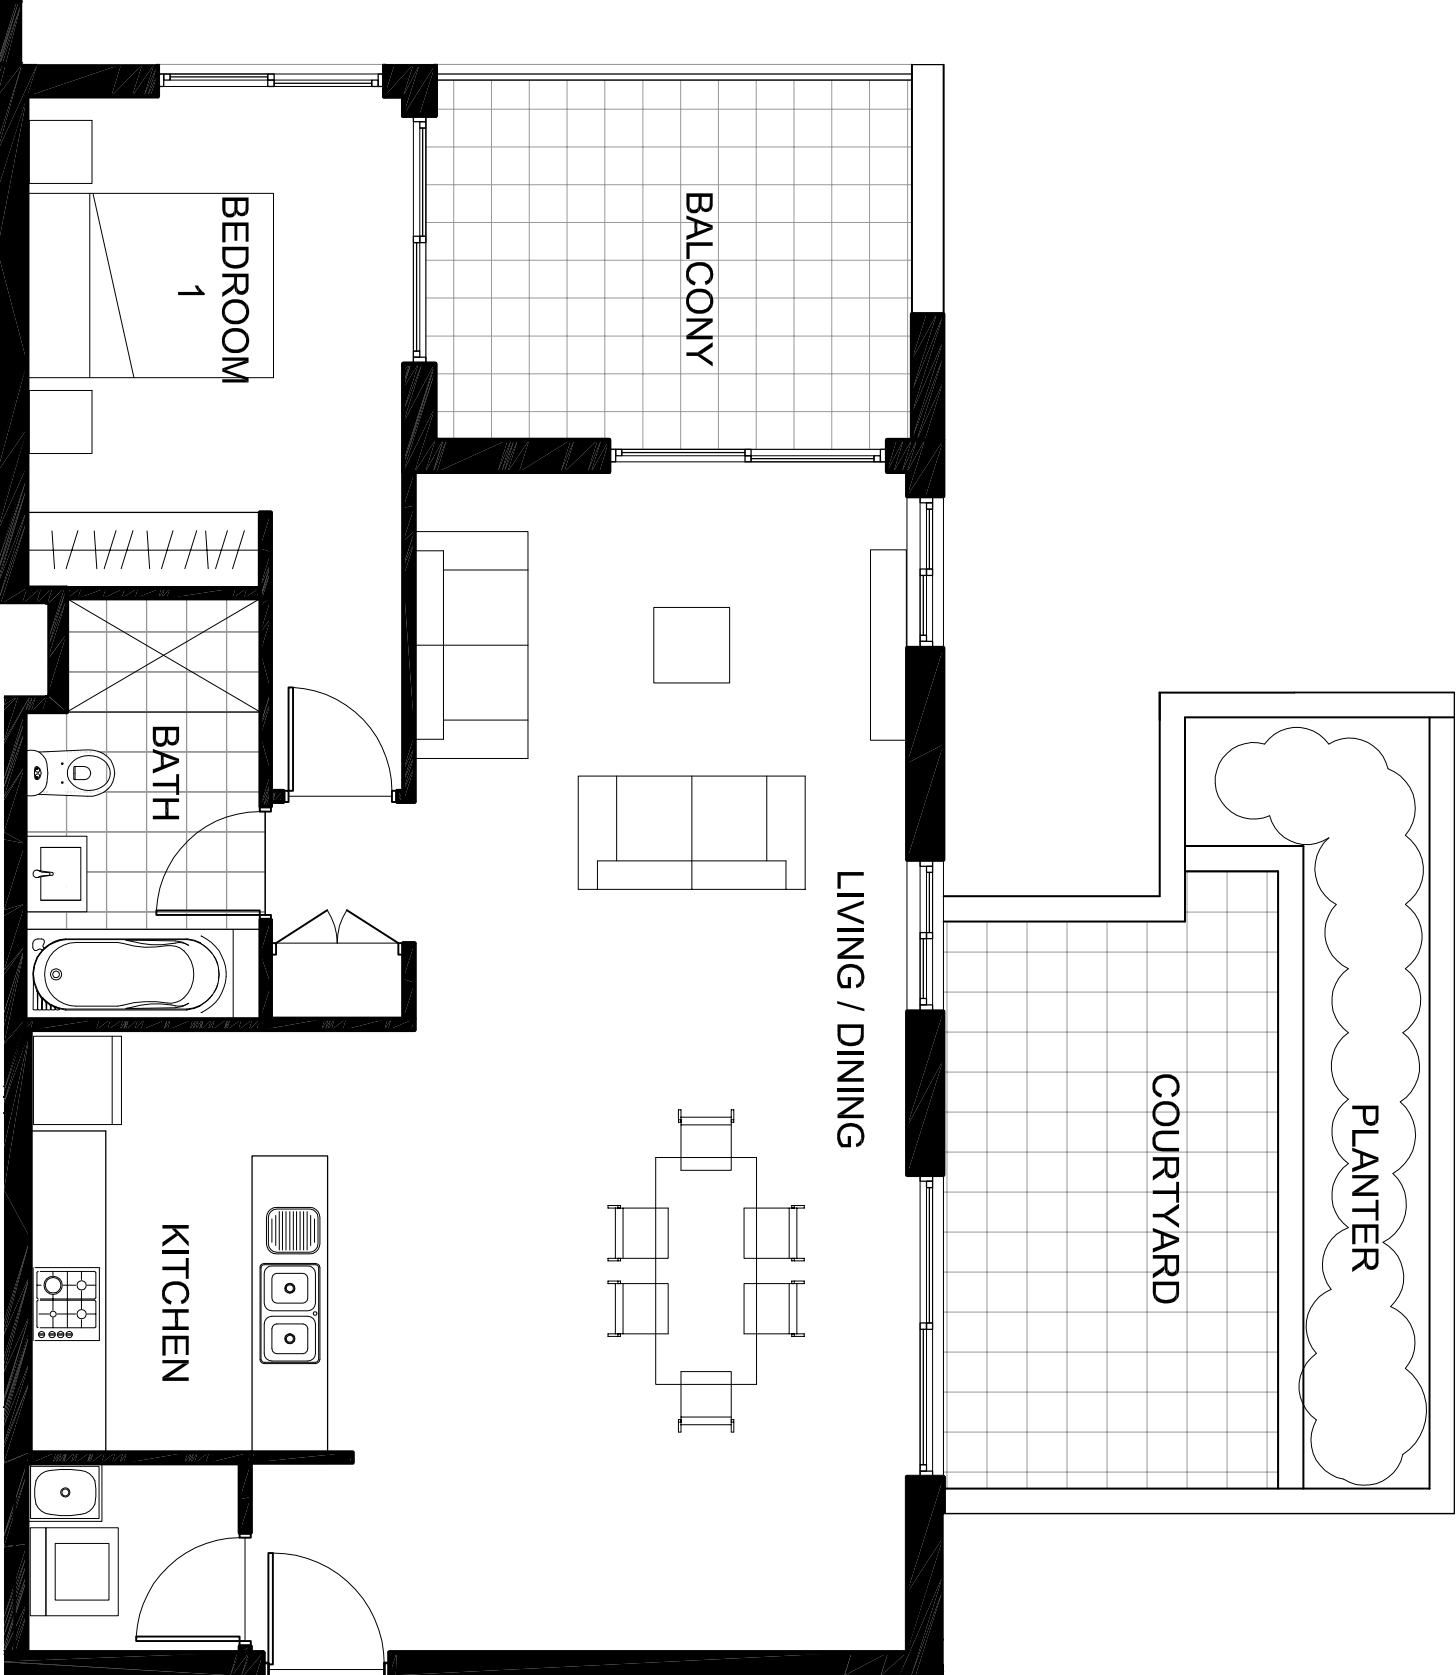 BEDROOM
1
BALCONY
BATH
LIVING / DINING
COURTYARD
PLANTER
KITCHEN